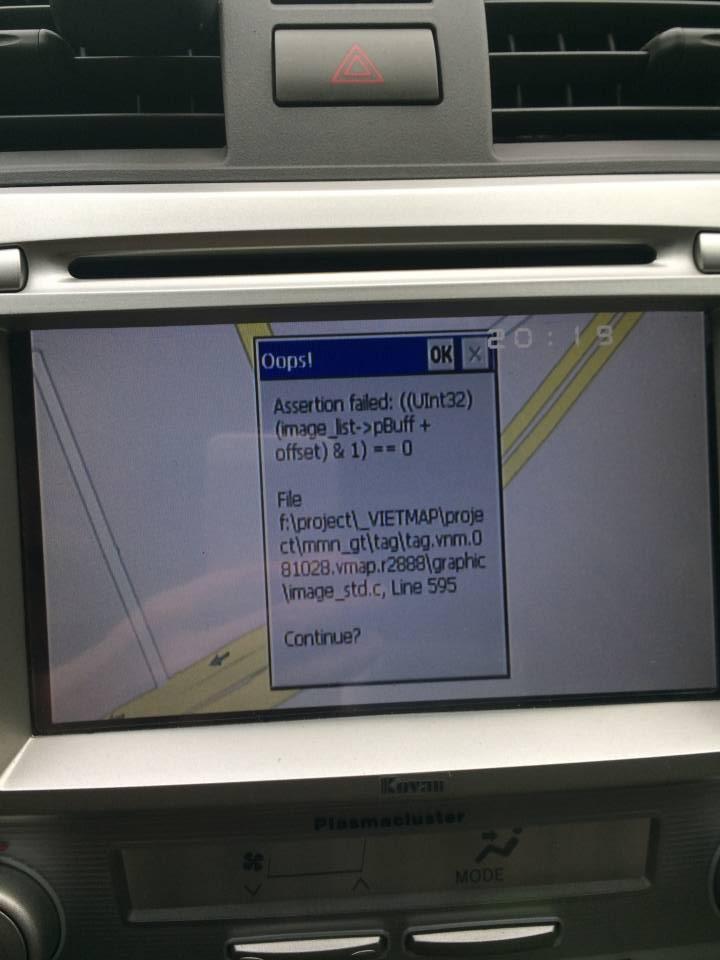 20:19
Oops! OK X
Assertion failed: ((UInt32)
(image_list->pBuff +
offset) & 1) == 0
File
f:\project\_VIETMAP\proje
ct\mmn_gt\tag\tag.vnm.0
81028.vmap.r2888\graphic
\image_std.c, Line 595
Continue?
Kovan
Plasmacluster
MODE